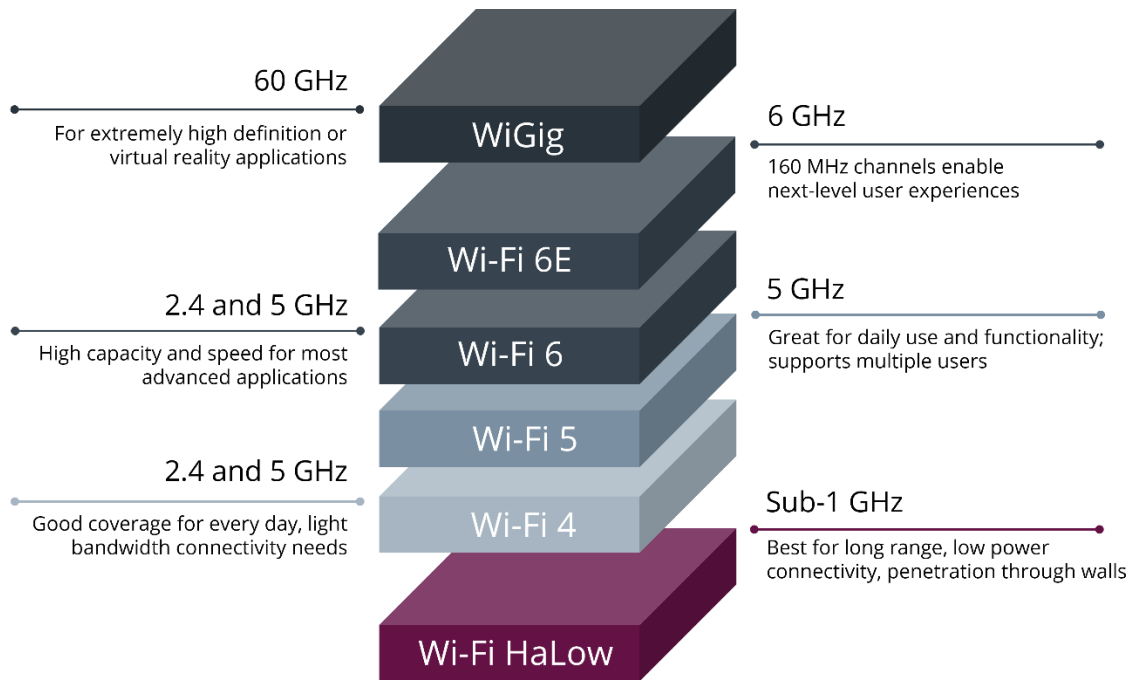 60 GHz
For extremely high definition or
virtual reality applications
WiGig
6 GHz
160 MHz channels enable
next-level user experiences
Wi-Fi 6E
2.4 and 5 GHz
High capacity and speed for most
advanced applications
Wi-Fi 6
5 GHz
Great for daily use and functionality;
supports multiple users
Wi-Fi 5
2.4 and 5 GHz
Good coverage for every day, light
bandwidth connectivity needs
Wi-Fi 4
Sub-1 GHz
Best for long range, low power
connectivity, penetration through walls
Wi-Fi HaLow